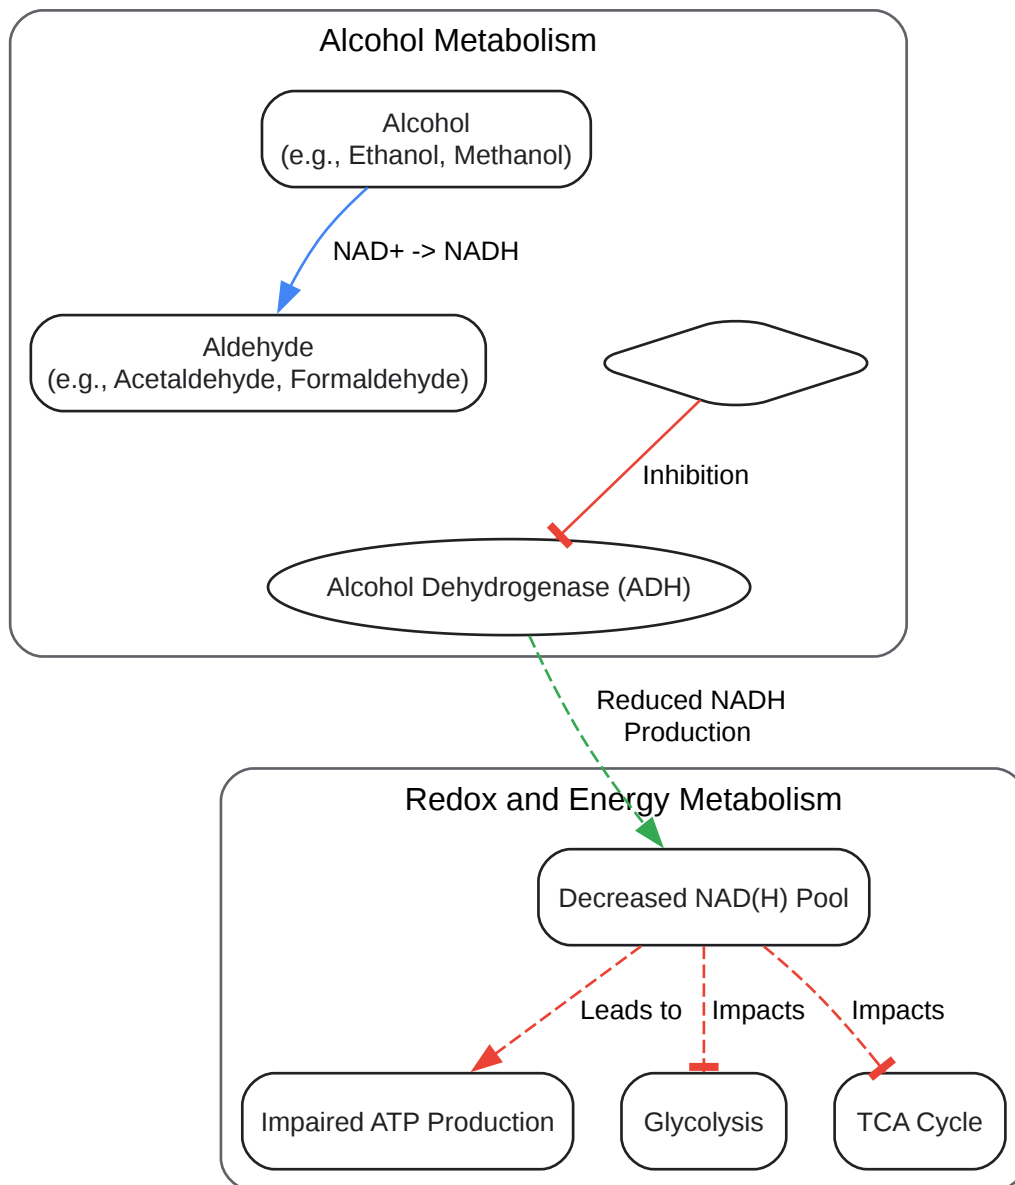 Alcohol Metabolism
Alcohol
(e.g., Ethanol, Methanol)
NAD+ -> NADH
Aldehyde
(e.g., Acetaldehyde, Formaldehyde)
Inhibition
Alcohol Dehydrogenase (ADH)
Reduced NADH
Production
Redox and Energy Metabolism
Decreased NAD(H) Pool
Leads to
Impacts
Impacts
Impaired ATP Production
Glycolysis
TCA Cycle